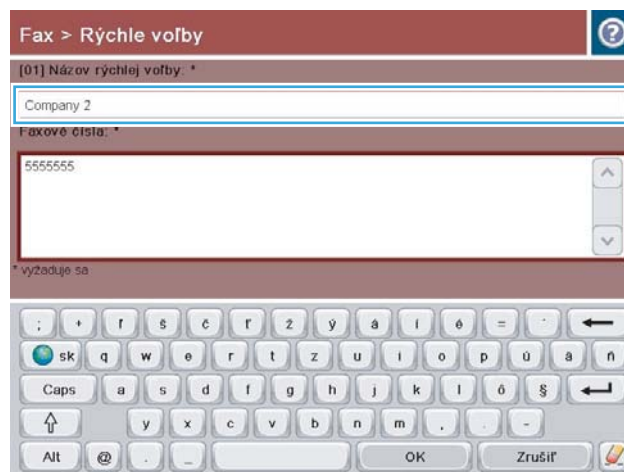 Fax > Rýchle voľby
[01] Názov rýchlej voľby: *
Company 2
Faxové čísla: *
5555555
* vyžaduje sa
; + ľ š č ť ž ý á í é = ´
sk q w e r t z u i o p ú ä ň
Caps a s d f g h j k l ô §
y x c v b n m , . -
Alt @ . _ OK Zrušiť